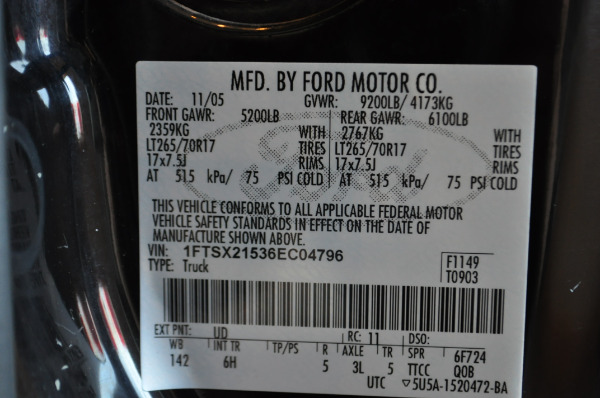 MFD. BY FORD MOTOR CO.
DATE: 11/05 GVWR: 9200LB/ 4173KG
FRONT GAWR: 5200LB REAR GAWR: 6100LB
2359KG WITH 2767KG WITH
LT265/70R17 TIRES LT265/70R17 TIRES
17x7.5J RIMS 17x7.5J RIMS
AT 515 kPa/ 75 PSI COLD AT 515 kPa/ 75 PSI COLD
Ford
THIS VEHICLE CONFORMS TO ALL APPLICABLE FEDERAL MOTOR
VEHICLE SAFETY STANDARDS IN EFFECT ON THE DATE OF
MANUFACTURE SHOWN ABOVE.
VIN: 1FTSX21536EC04796 F1149
TYPE: Truck T0903
EXT PNT: UD RC: 11 DSO:
WB INT TR TP/PS R AXLE TR SPR 6F724
142 6H 5 3L 5 TTCC Q0B
UTC ▽5U5A-1520472-BA